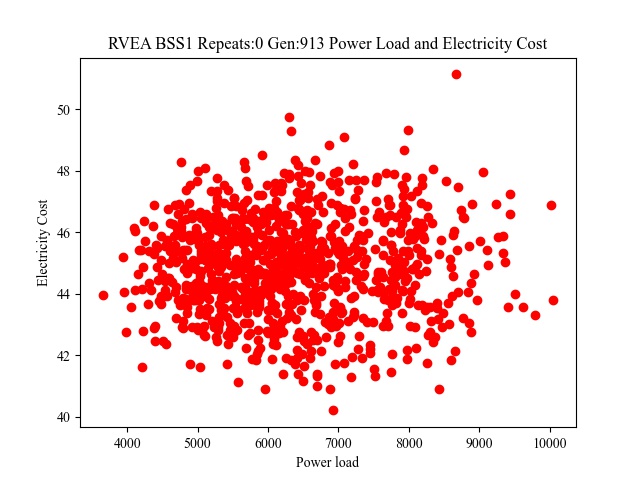 RVEA BSS1 Repeats:0 Gen:913 Power Load and Electricity Cost
50
48
46
44
42
40
Electricity Cost
4000 5000 6000 7000 8000 9000 10000
Power load